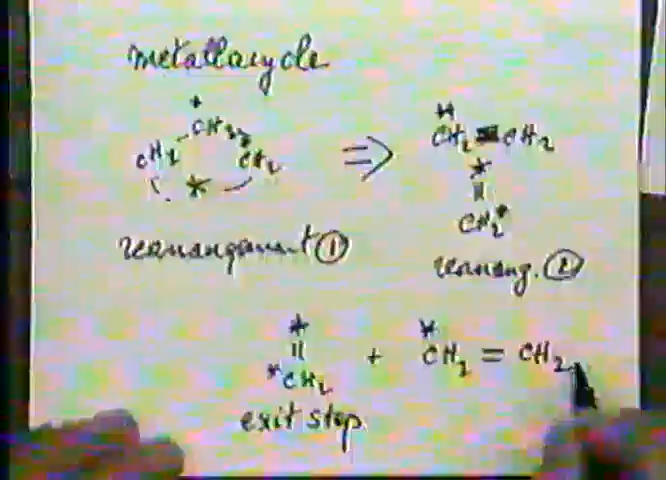 metallacycle
*
CH2 CH2 CH2
*
⇒
*
CH2 = CH2
*
||
CH2*
rearrangement ①
rearrang. ②
*
||
*CH2 + *CH2 = CH2
exit step